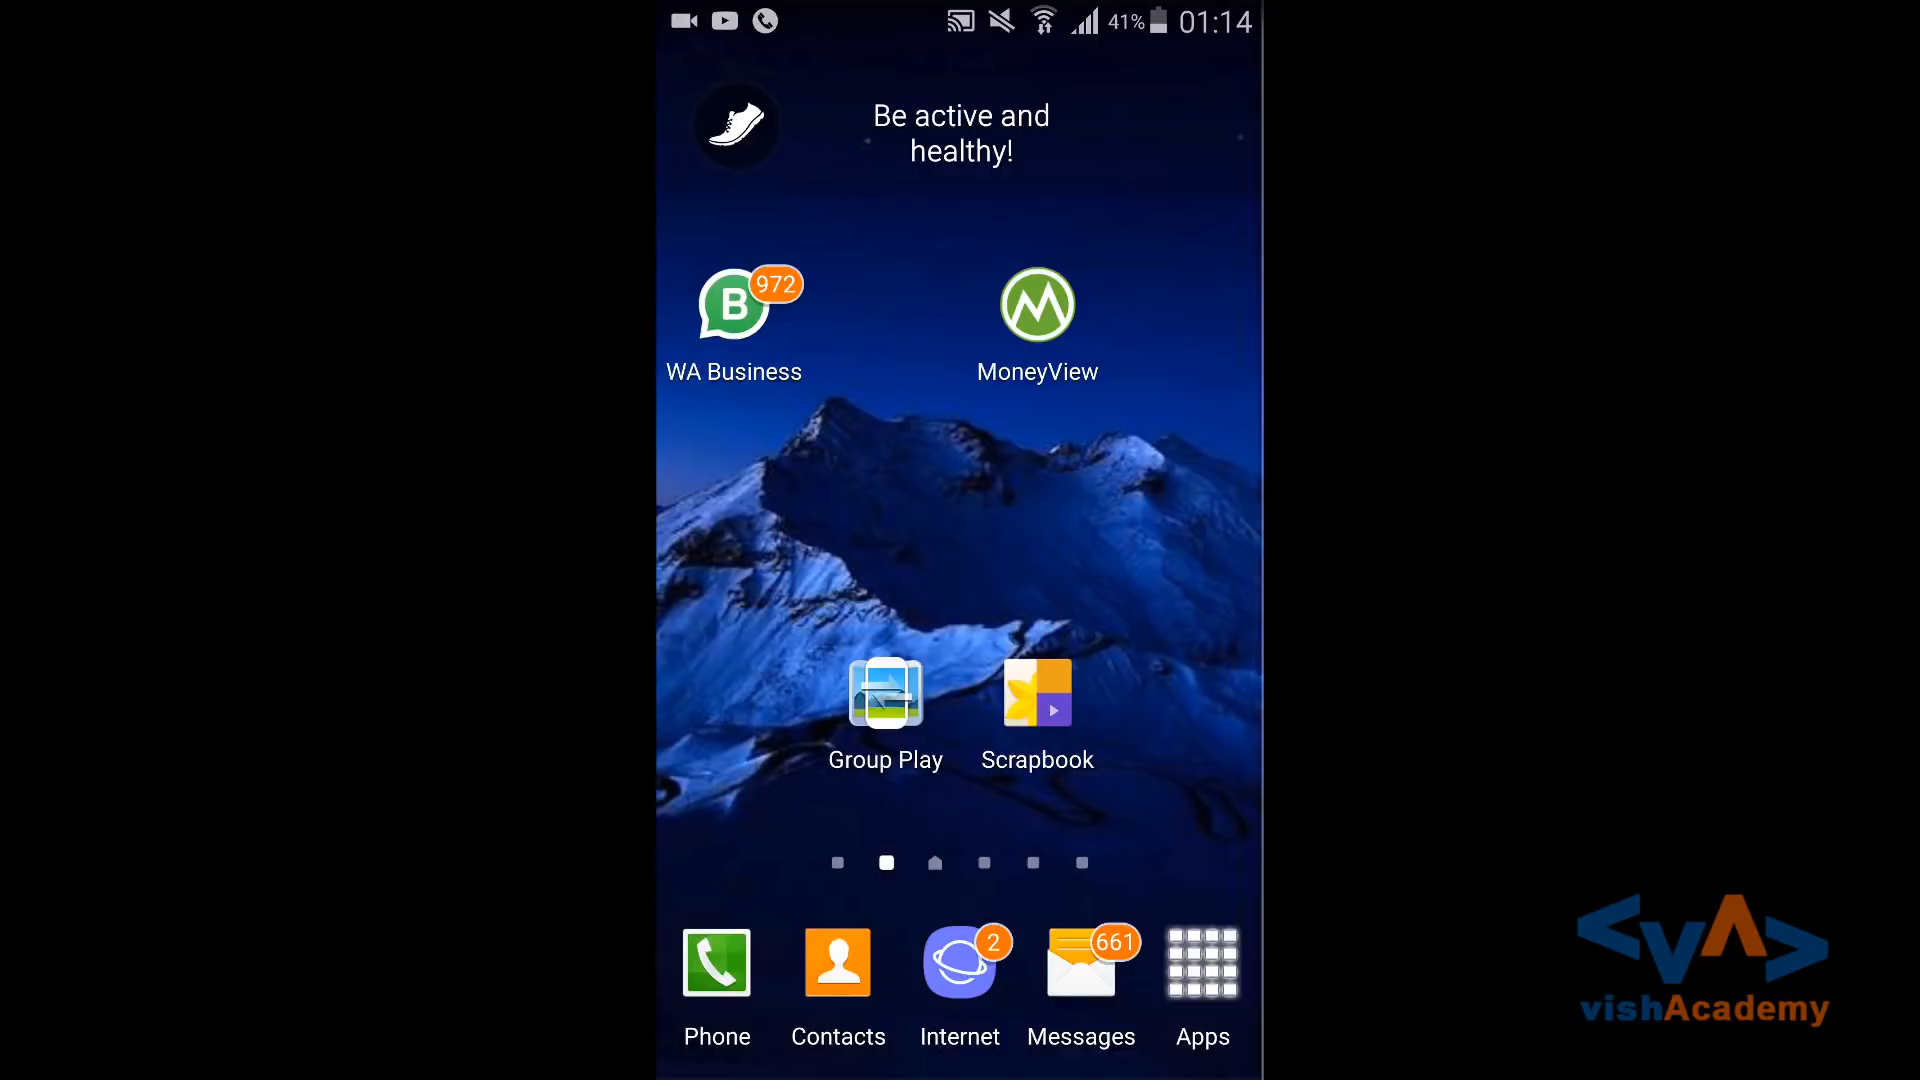 41% 01:14
Be active and
healthy!
B 972
WA Business
MoneyView
Group Play
Scrapbook
2
661
Phone
Contacts
Internet
Messages
Apps
<VA>
vishAcademy